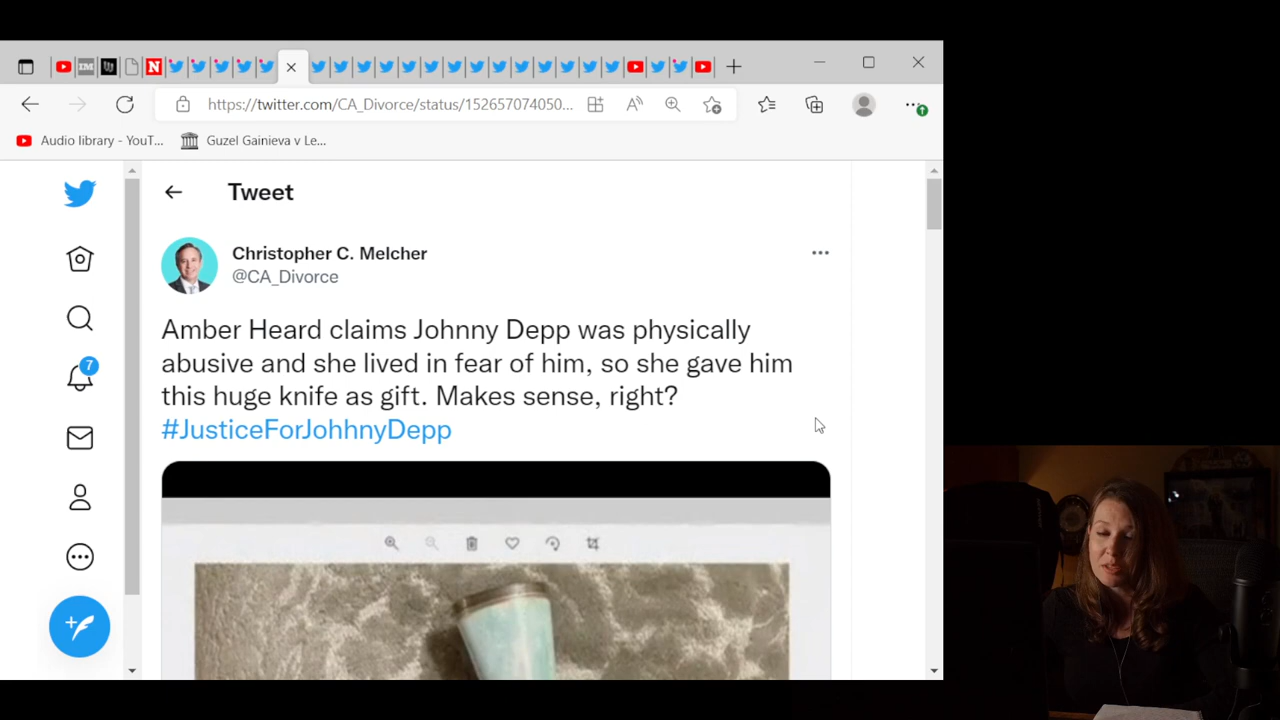 https://twitter.com/CA_Divorce/status/152657074050...
Audio library - YouT...
Guzel Gainieva v Le...
Tweet
Christopher C. Melcher
@CA_Divorce
7
Amber Heard claims Johnny Depp was physically
abusive and she lived in fear of him, so she gave him
this huge knife as gift. Makes sense, right?
#JusticeForJohhnyDepp